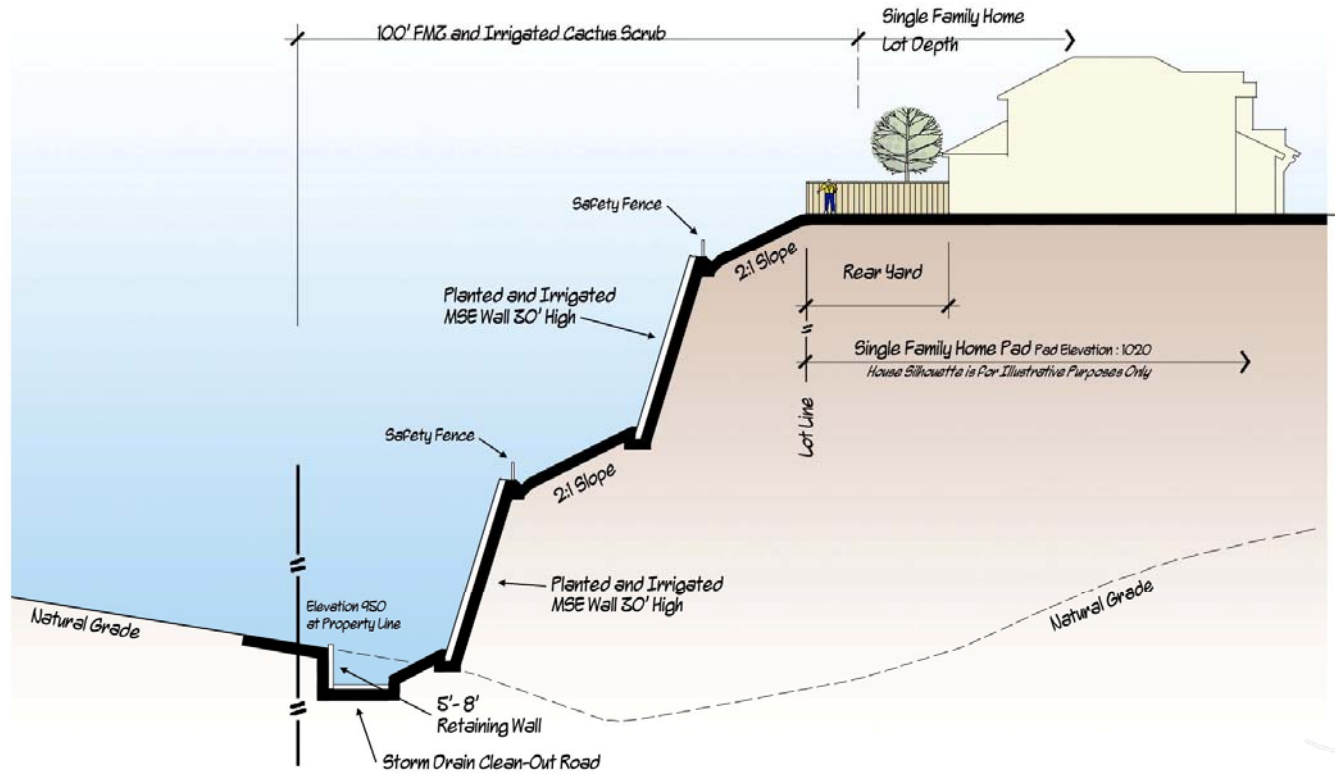 100' FMZ and Irrigated Cactus Scrub
Single Family Home
Lot Depth
Safety Fence
2:1 Slope
Rear Yard
Planted and Irrigated
MSE Wall 30' High
Single Family Home Pad Pad Elevation : 1020
House Silhouette is for Illustrative Purposes Only
Lot Line
Safety Fence
2:1 Slope
Planted and Irrigated
MSE Wall 30' High
Natural Grade
Elevation 950
at Property Line
Natural Grade
5'- 8'
Retaining Wall
Storm Drain Clean-Out Road